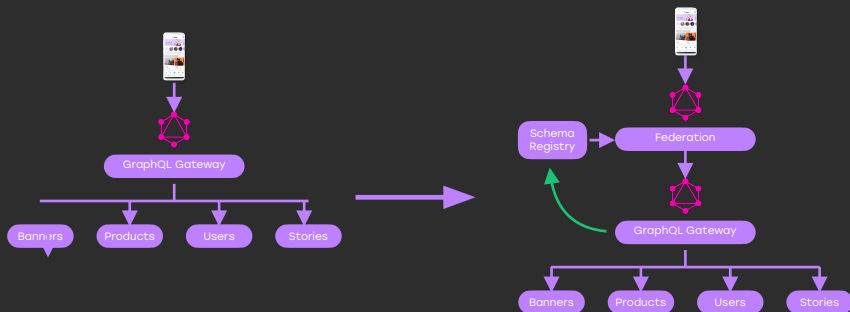 GraphQL Gateway
Banners
Products
Users
Stories
Schema
Registry
Federation
GraphQL Gateway
Banners
Products
Users
Stories